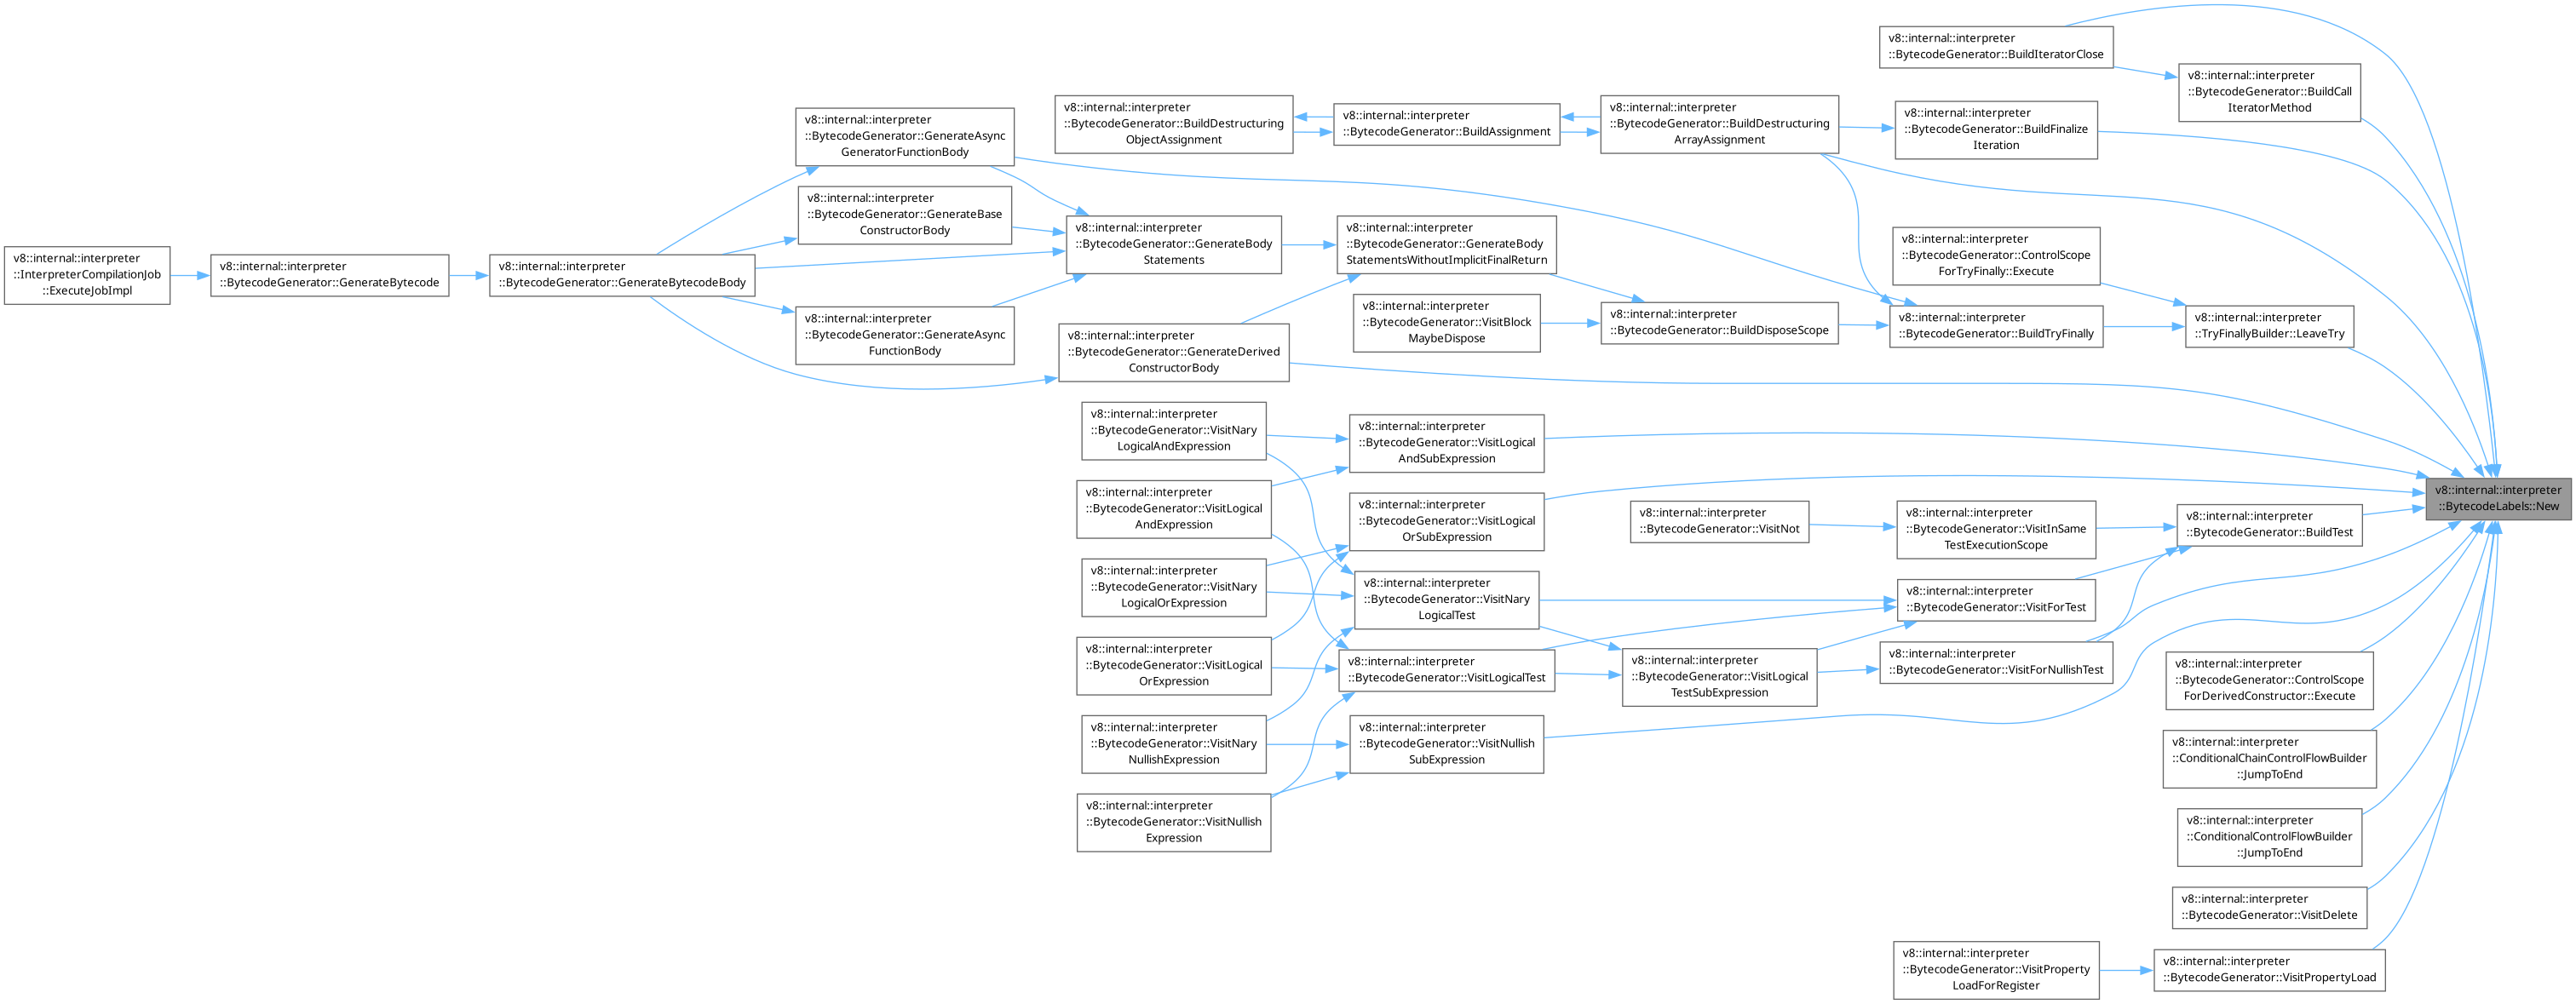 v8::internal::interpreter
::BytecodeGenerator::BuildIteratorClose
v8::internal::interpreter
::BytecodeGenerator::BuildCall
IteratorMethod
v8::internal::interpreter
::BytecodeGenerator::BuildDestructuring
ObjectAssignment
v8::internal::interpreter
::BytecodeGenerator::BuildAssignment
v8::internal::interpreter
::BytecodeGenerator::BuildDestructuring
ArrayAssignment
v8::internal::interpreter
::BytecodeGenerator::BuildFinalize
Iteration
v8::internal::interpreter
::BytecodeGenerator::GenerateAsync
GeneratorFunctionBody
v8::internal::interpreter
::BytecodeGenerator::GenerateBase
ConstructorBody
v8::internal::interpreter
::BytecodeGenerator::GenerateBody
Statements
v8::internal::interpreter
::BytecodeGenerator::GenerateBody
StatementsWithoutImplicitFinalReturn
v8::internal::interpreter
::BytecodeGenerator::ControlScope
ForTryFinally::Execute
v8::internal::interpreter
::InterpreterCompilationJob
::ExecuteJobImpl
v8::internal::interpreter
::BytecodeGenerator::GenerateBytecode
v8::internal::interpreter
::BytecodeGenerator::GenerateBytecodeBody
v8::internal::interpreter
::BytecodeGenerator::GenerateAsync
FunctionBody
v8::internal::interpreter
::BytecodeGenerator::VisitBlock
MaybeDispose
v8::internal::interpreter
::BytecodeGenerator::BuildDisposeScope
v8::internal::interpreter
::BytecodeGenerator::BuildTryFinally
v8::internal::interpreter
::TryFinallyBuilder::LeaveTry
v8::internal::interpreter
::BytecodeGenerator::GenerateDerived
ConstructorBody
v8::internal::interpreter
::BytecodeGenerator::VisitNary
LogicalAndExpression
v8::internal::interpreter
::BytecodeGenerator::VisitLogical
AndSubExpression
v8::internal::interpreter
::BytecodeLabels::New
v8::internal::interpreter
::BytecodeGenerator::VisitLogical
AndExpression
v8::internal::interpreter
::BytecodeGenerator::VisitLogical
OrSubExpression
v8::internal::interpreter
::BytecodeGenerator::VisitNot
v8::internal::interpreter
::BytecodeGenerator::VisitInSame
TestExecutionScope
v8::internal::interpreter
::BytecodeGenerator::BuildTest
v8::internal::interpreter
::BytecodeGenerator::VisitNary
LogicalOrExpression
v8::internal::interpreter
::BytecodeGenerator::VisitNary
LogicalTest
v8::internal::interpreter
::BytecodeGenerator::VisitForTest
v8::internal::interpreter
::BytecodeGenerator::VisitLogical
OrExpression
v8::internal::interpreter
::BytecodeGenerator::VisitLogicalTest
v8::internal::interpreter
::BytecodeGenerator::VisitLogical
TestSubExpression
v8::internal::interpreter
::BytecodeGenerator::VisitForNullishTest
v8::internal::interpreter
::BytecodeGenerator::ControlScope
ForDerivedConstructor::Execute
v8::internal::interpreter
::BytecodeGenerator::VisitNary
NullishExpression
v8::internal::interpreter
::BytecodeGenerator::VisitNullish
SubExpression
v8::internal::interpreter
::ConditionalChainControlFlowBuilder
::JumpToEnd
v8::internal::interpreter
::BytecodeGenerator::VisitNullish
Expression
v8::internal::interpreter
::ConditionalControlFlowBuilder
::JumpToEnd
v8::internal::interpreter
::BytecodeGenerator::VisitDelete
v8::internal::interpreter
::BytecodeGenerator::VisitProperty
LoadForRegister
v8::internal::interpreter
::BytecodeGenerator::VisitPropertyLoad